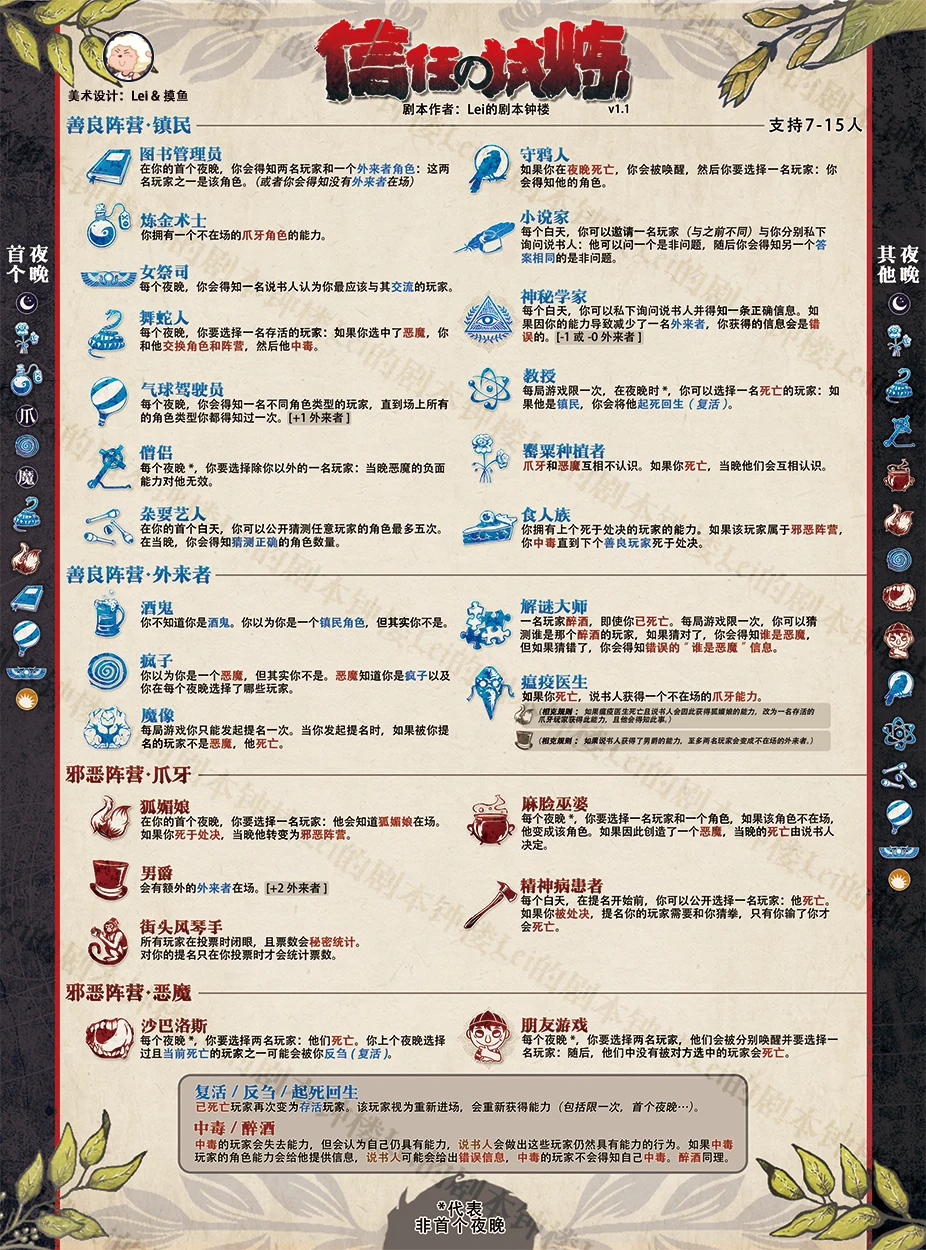 信任の试炼
美术设计：Lei & 摸鱼
剧本作者：Lei的剧本钟楼
v1.1
善良阵营·镇民
支持7-15人
图书管理员
在你的首个夜晚，你会得知两名玩家和一个外来者角色：这两
名玩家之一是该角色。（或者你会得知没有外来者在场）
炼金术士
你拥有一个不在场的爪牙角色的能力。
女祭司
每个夜晚，你会得知一名说书人认为你最应该与其交流的玩家。
舞蛇人
每个夜晚，你要选择一名存活的玩家：如果你选中了恶魔，你
和他交换角色和阵营，然后他中毒。
气球驾驶员
每个夜晚，你会得知一名不同角色类型的玩家，直到场上所有
的角色类型你都得知过一次。[+1 外来者]
僧侣
每个夜晚*，你要选择除你以外的一名玩家：当晚恶魔的负面
能力对他无效。
杂耍艺人
在你的首个白天，你可以公开猜测任意玩家的角色最多五次。
在当晚，你会得知猜测正确的角色数量。
守鸦人
如果你在夜晚死亡，你会被唤醒，然后你要选择一名玩家：你
会得知他的角色。
小说家
每个白天，你可以邀请一名玩家（与之前不同）与你分别私下
询问说书人：他可以问一个是非问题，随后你会得知另一个答
案相同的是非问题。
神秘学家
每个白天，你可以私下询问说书人并得知一条正确信息。如
果因你的能力导致减少了一名外来者，你获得的信息会是错
误的。[-1 或 -0 外来者]
教授
每局游戏限一次，在夜晚时*，你可以选择一名死亡的玩家：如
果他是镇民，你会将他起死回生（复活）。
罂粟种植者
爪牙和恶魔互相不认识。如果你死亡，当晚他们会互相认识。
食人族
你拥有上个死于处决的玩家的能力。如果该玩家属于邪恶阵营，
你中毒直到下个善良玩家死于处决。
善良阵营·外来者
酒鬼
你不知道你是酒鬼。你以为你是一个镇民角色，但其实你不是。
疯子
你以为你是一个恶魔，但其实你不是。恶魔知道你是疯子以及
你在每个夜晚选择了哪些玩家。
魔像
每局游戏你只能发起提名一次。当你发起提名时，如果被你提
名的玩家不是恶魔，他死亡。
解谜大师
一名玩家醉酒，即使你已死亡。每局游戏限一次，你可以猜
测谁是那个醉酒的玩家，如果猜对了，你会得知谁是恶魔，
但如果猜错了，你会得知错误的“谁是恶魔”信息。
瘟疫医生
如果你死亡，说书人获得一个不在场的爪牙能力。
（相克规则：如果瘟疫医生死亡且说书人会因此获得狐媚娘的能力，改为一名存活的
爪牙玩家获得此能力，且他会得知此事。）
（相克规则：如果说书人获得了男爵的能力，至多两名玩家会变成不在场的外来者。）
邪恶阵营·爪牙
狐媚娘
在你的首个夜晚，你要选择一名玩家：他会知道狐媚娘在场。
如果你死于处决，当晚他转变为邪恶阵营。
男爵
会有额外的外来者在场。[+2 外来者]
街头风琴手
所有玩家在投票时闭眼，且票数会秘密统计。
对你的提名只在你投票时才会统计票数。
麻脸巫婆
每个夜晚*，你要选择一名玩家和一个角色，如果该角色不在场，
他变成该角色。如果因此创造了一个恶魔，当晚的死亡由说书人
决定。
精神病患者
每个白天，在提名开始前，你可以公开选择一名玩家：他死亡。
如果你被处决，提名你的玩家需要和你猜拳，只有你输了你才
会死亡。
邪恶阵营·恶魔
沙巴洛斯
每个夜晚*，你要选择两名玩家：他们死亡。你上个夜晚选择
过且当前死亡的玩家之一可能会被你反刍（复活）。
朋友游戏
每个夜晚*，你要选择两名玩家，他们会被分别唤醒并要选择一
名玩家：随后，他们中没有被对方选中的玩家会死亡。
复活 / 反刍 / 起死回生
已死亡玩家再次变为存活玩家。该玩家视为重新进场，会重新获得能力（包括限一次，首个夜晚…）。
中毒 / 醉酒
中毒的玩家会失去能力，但会认为自己仍具有能力，说书人会做出这些玩家仍然具有能力的行为。如果中毒
玩家的角色能力会给他提供信息，说书人可能会给出错误信息，中毒的玩家不会得知自己中毒。醉酒同理。
*代表
非首个夜晚
首个夜晚
爪
魔
其他夜晚